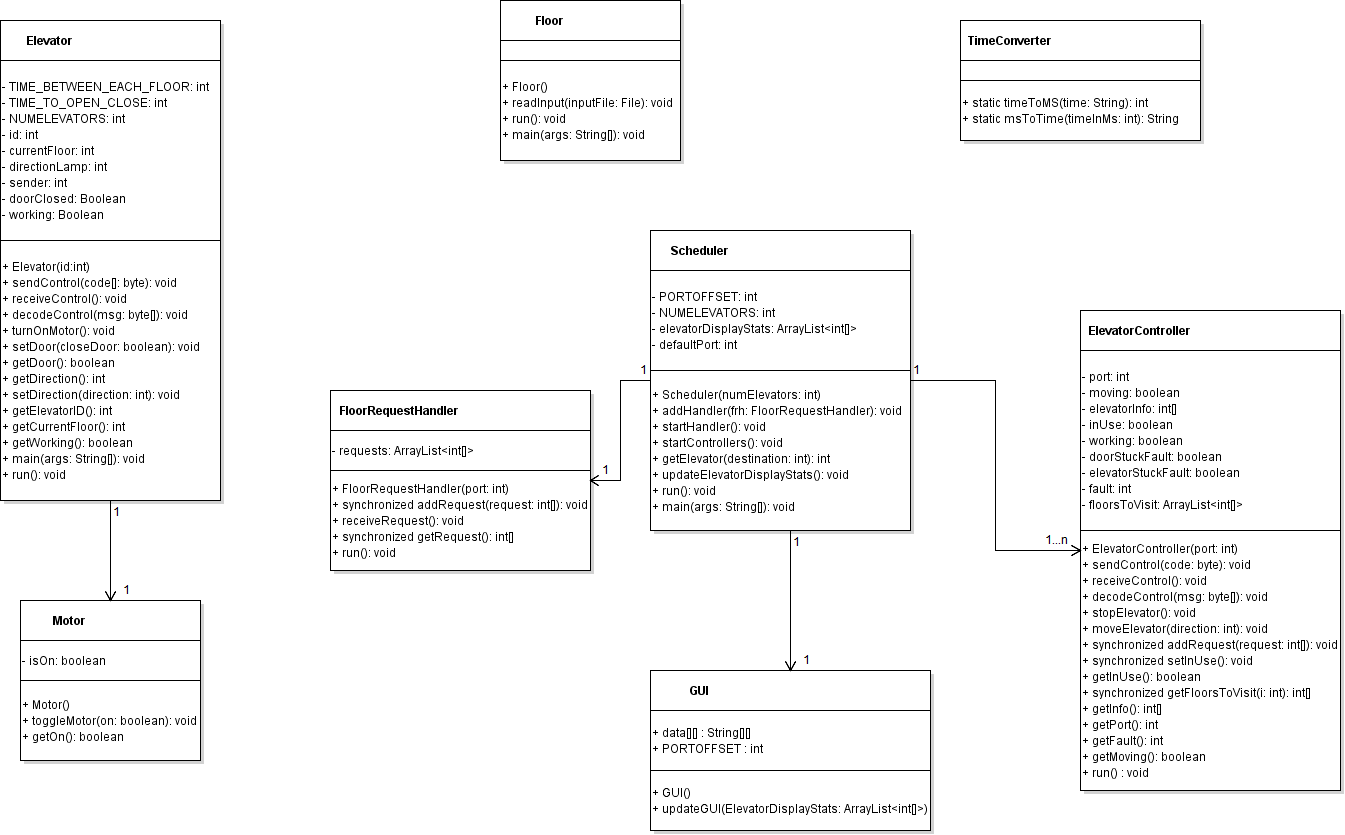 Elevator
- TIME_BETWEEN_EACH_FLOOR: int
- TIME_TO_OPEN_CLOSE: int
- NUMELEVATORS: int
- id: int
- currentFloor: int
- directionLamp: int
- sender: int
- doorClosed: Boolean
- working: Boolean
+ Elevator(id:int)
+ sendControl(code[]: byte): void
+ receiveControl(): void
+ decodeControl(msg: byte[]): void
+ turnOnMotor(): void
+ setDoor(closeDoor: boolean): void
+ getDoor(): boolean
+ getDirection(): int
+ setDirection(direction: int): void
+ getElevatorID(): int
+ getCurrentFloor(): int
+ getWorking(): boolean
+ main(args: String[]): void
+ run(): void
1
1
Motor
- isOn: boolean
+ Motor()
+ toggleMotor(on: boolean): void
+ getOn(): boolean
Floor
+ Floor()
+ readInput(inputFile: File): void
+ run(): void
+ main(args: String[]): void
TimeConverter
+ static timeToMS(time: String): int
+ static msToTime(timeInMs: int): String
Scheduler
- PORTOFFSET: int
- NUMELEVATORS: int
- elevatorDisplayStats: ArrayList<int[]>
- defaultPort: int
+ Scheduler(numElevators: int)
+ addHandler(frh: FloorRequestHandler): void
+ startHandler(): void
+ startControllers(): void
+ getElevator(destination: int): int
+ updateElevatorDisplayStats(): void
+ run(): void
+ main(args: String[]): void
1
1
FloorRequestHandler
- requests: ArrayList<int[]>
+ FloorRequestHandler(port: int)
+ synchronized addRequest(request: int[]): void
+ receiveRequest(): void
+ synchronized getRequest(): int[]
+ run(): void
1
1...n
ElevatorController
- port: int
- moving: boolean
- elevatorInfo: int[]
- inUse: boolean
- working: boolean
- doorStuckFault: boolean
- elevatorStuckFault: boolean
- fault: int
- floorsToVisit: ArrayList<int[]>
+ ElevatorController(port: int)
+ sendControl(code: byte): void
+ receiveControl(): void
+ decodeControl(msg: byte[]): void
+ stopElevator(): void
+ moveElevator(direction: int): void
+ synchronized addRequest(request: int[]): void
+ synchronized setInUse(): void
+ getInUse(): boolean
+ synchronized getFloorsToVisit(i: int): int[]
+ getInfo(): int[]
+ getPort(): int
+ getFault(): int
+ getMoving(): boolean
+ run() : void
1
1
GUI
+ data[][] : String[][]
+ PORTOFFSET : int
+ GUI()
+ updateGUI(ElevatorDisplayStats: ArrayList<int[]>)